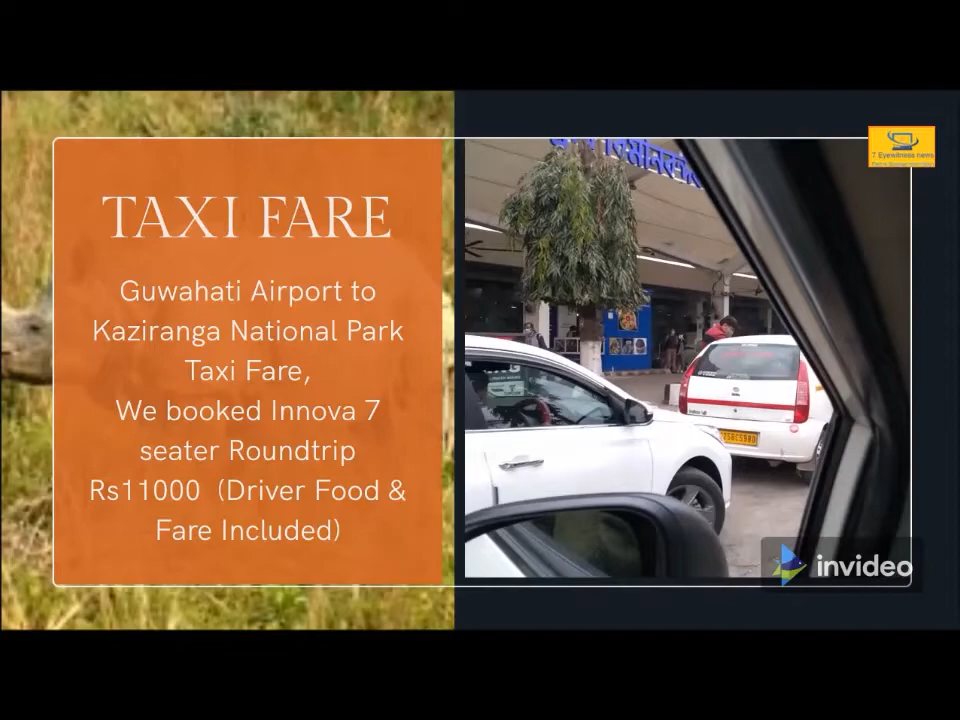 TAXI FARE
Guwahati Airport to
Kaziranga National Park
Taxi Fare,
We booked Innova 7
seater Roundtrip
Rs11000 (Driver Food &
Fare Included)
T Eyewitness news
invideo